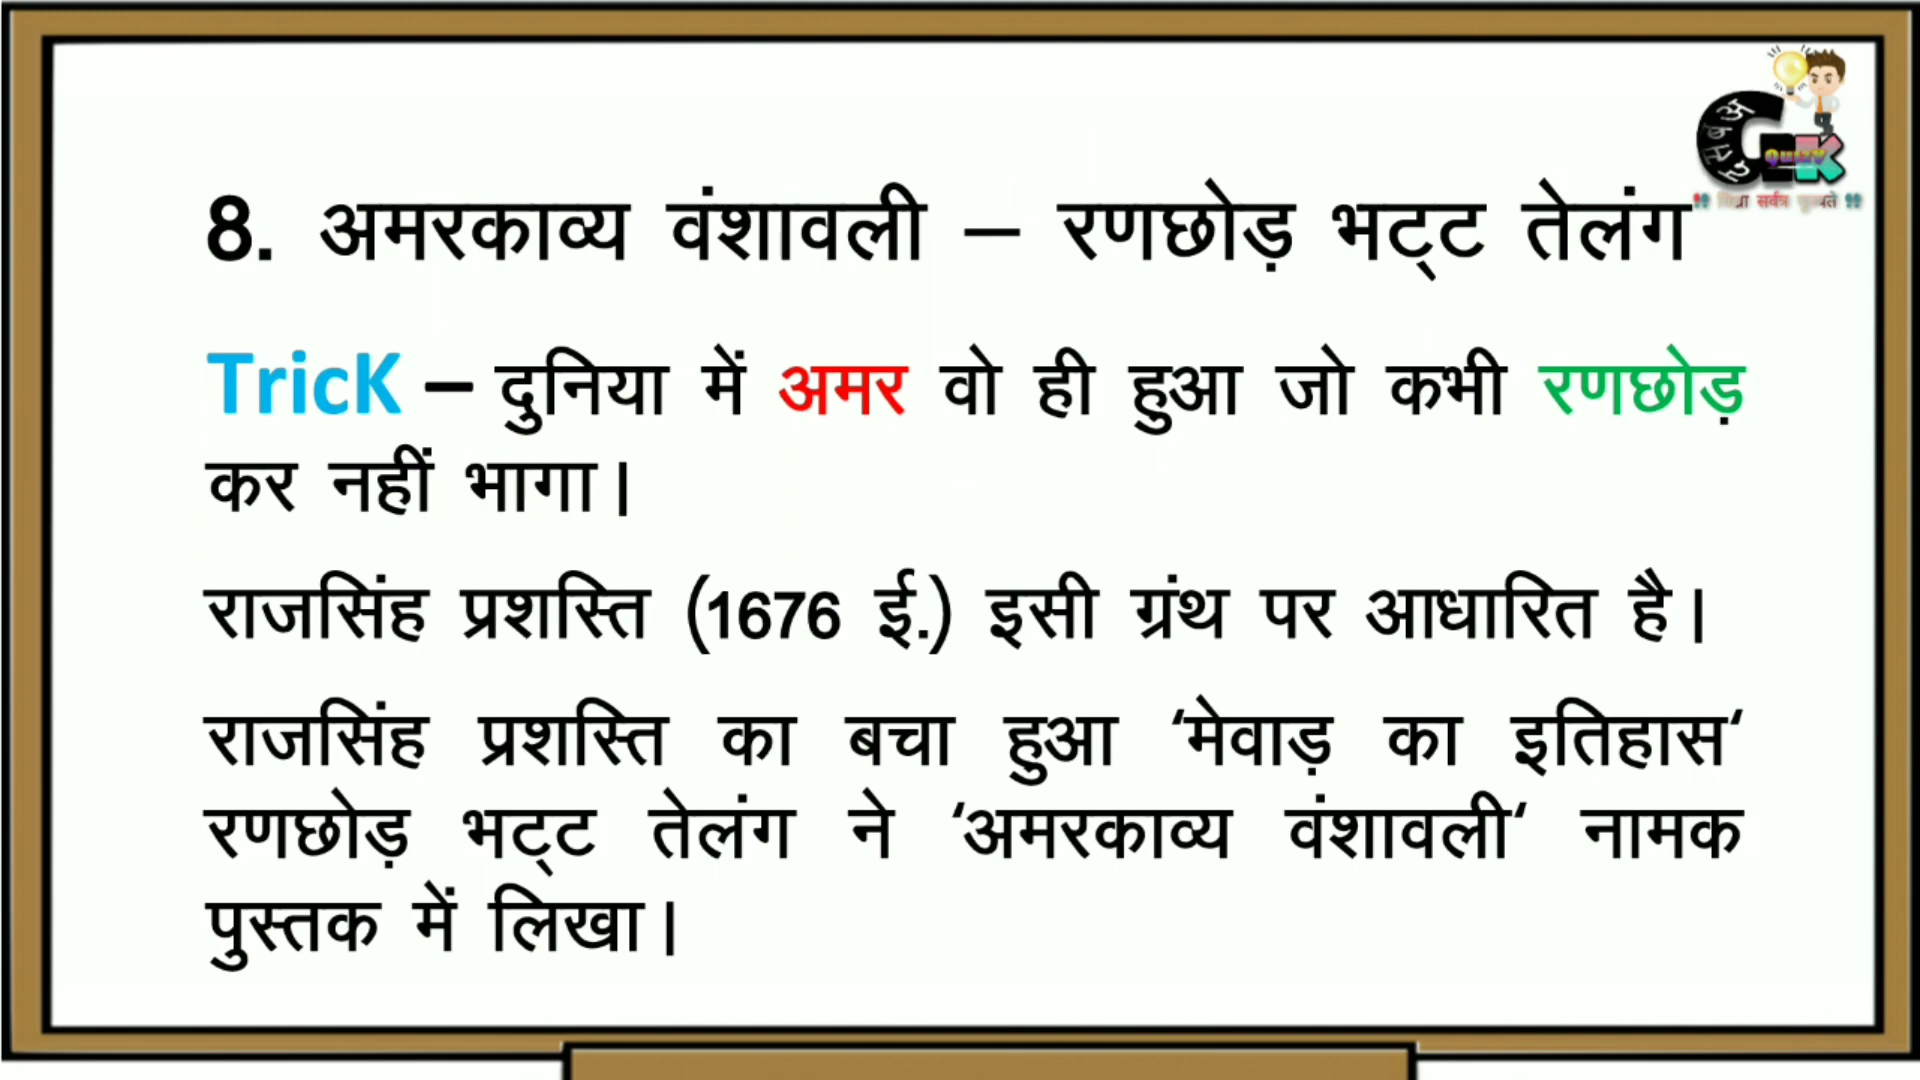 8. अमरकाव्य वंशावली – रणछोड़ भट्ट तेलंग
TricK – दुनिया में अमर वो ही हुआ जो कभी रणछोड़
कर नहीं भागा।
राजसिंह प्रशस्ति (1676 ई.) इसी ग्रंथ पर आधारित है।
राजसिंह प्रशस्ति का बचा हुआ ‘मेवाड़ का इतिहास‘
रणछोड़ भट्ट तेलंग ने ‘अमरकाव्य वंशावली‘ नामक
पुस्तक में लिखा।